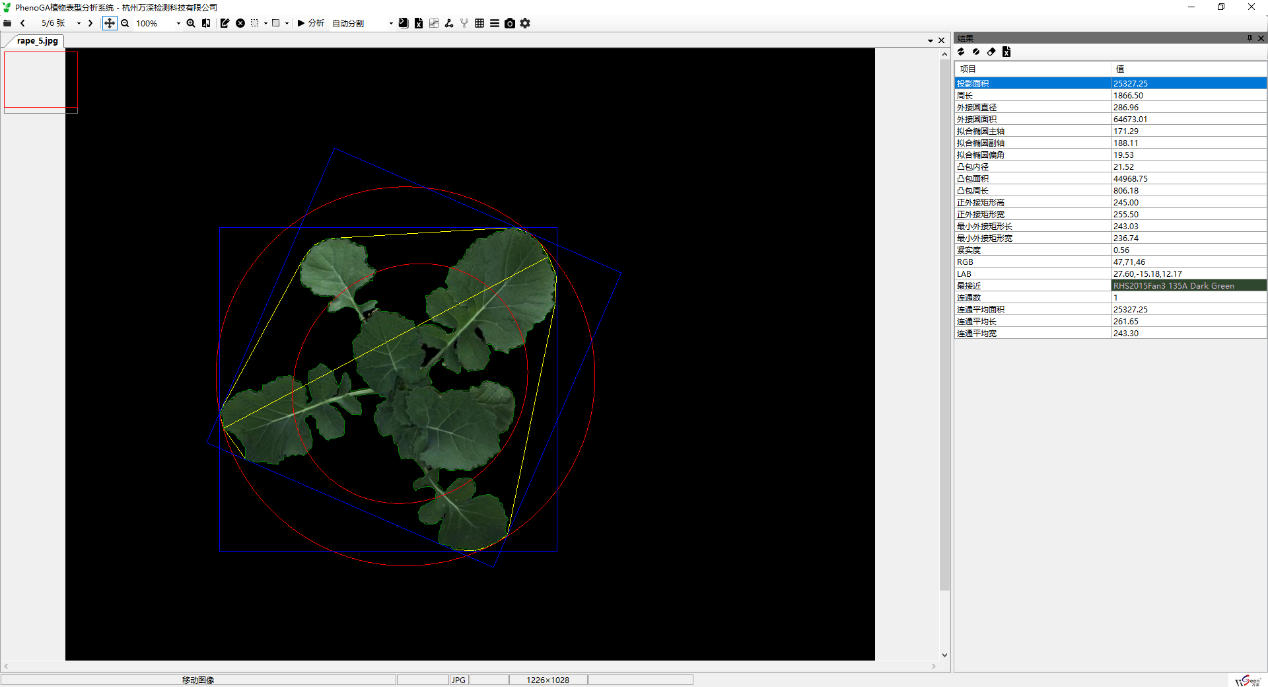 PhenoGA植物表型分析系统 - 杭州万深检测科技有限公司
5/6 张 100% 分析 自动分割
rape_5.jpg
结果
项目 值
投影面积 25327.25
周长 1866.50
外接圆直径 286.96
外接圆面积 64673.01
拟合椭圆主轴 171.29
拟合椭圆副轴 188.11
拟合椭圆偏角 19.53
凸包内径 21.52
凸包面积 44968.75
凸包周长 806.18
正外接矩形高 245.00
正外接矩形宽 255.50
最小外接矩形长 243.03
最小外接矩形宽 236.74
紧实度 0.56
RGB 47,71,46
LAB 27.60,-15.18,12.17
最接近 RHS2015Fan3 135A Dark Green
连通数 1
连通平均面积 25327.25
连通平均长 261.65
连通平均宽 243.30
移动图像 JPG 1226×1028